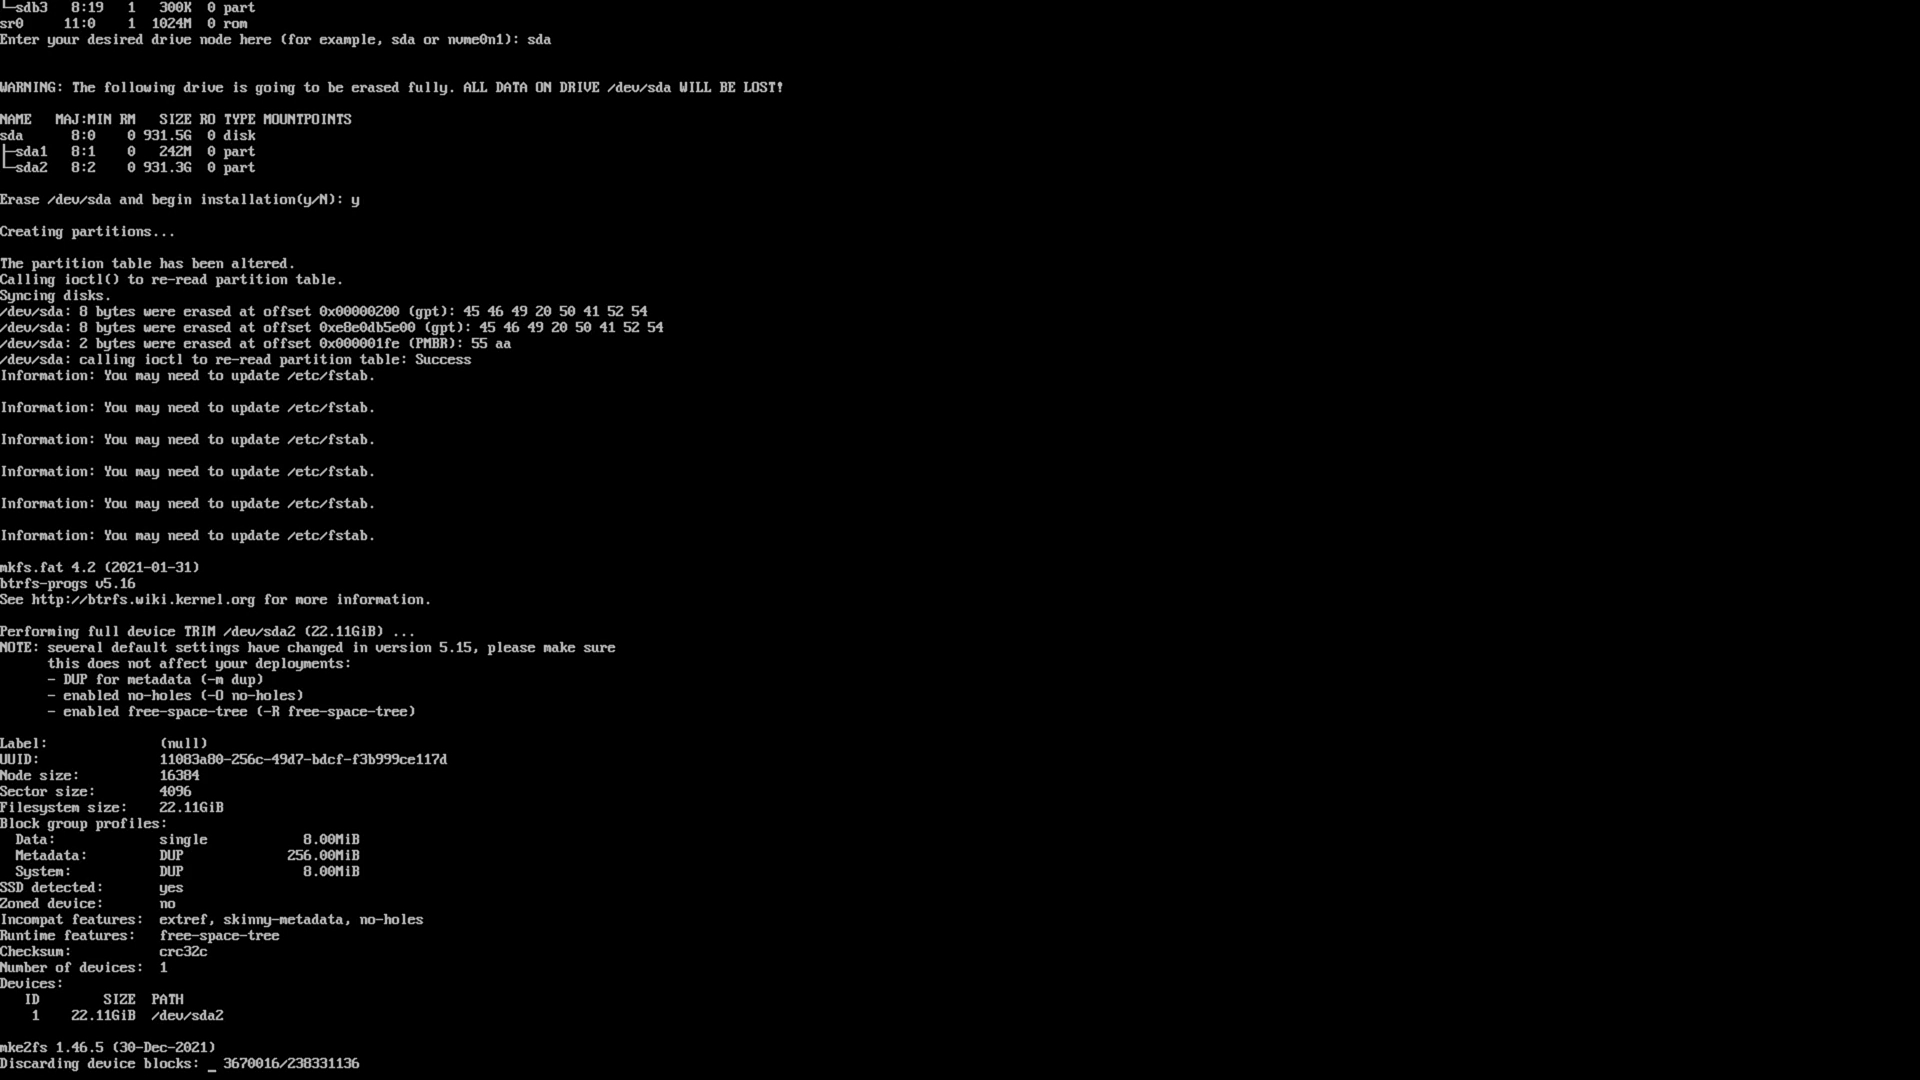 └─sdb3   8:19   1   300K  0 part
sr0     11:0    1  1024M  0 rom
Enter your desired drive node here (for example, sda or nvme0n1): sda
WARNING: The following drive is going to be erased fully. ALL DATA ON DRIVE /dev/sda WILL BE LOST!
NAME   MAJ:MIN RM   SIZE RO TYPE MOUNTPOINTS
sda      8:0    0 931.5G  0 disk
├─sda1   8:1    0   242M  0 part
└─sda2   8:2    0 931.3G  0 part
Erase /dev/sda and begin installation(y/N): y
Creating partitions...
The partition table has been altered.
Calling ioctl() to re-read partition table.
Syncing disks.
/dev/sda: 8 bytes were erased at offset 0x00000200 (gpt): 45 46 49 20 50 41 52 54
/dev/sda: 8 bytes were erased at offset 0xe8e0db5e00 (gpt): 45 46 49 20 50 41 52 54
/dev/sda: 2 bytes were erased at offset 0x000001fe (PMBR): 55 aa
/dev/sda: calling ioctl to re-read partition table: Success
Information: You may need to update /etc/fstab.
Information: You may need to update /etc/fstab.
Information: You may need to update /etc/fstab.
Information: You may need to update /etc/fstab.
Information: You may need to update /etc/fstab.
Information: You may need to update /etc/fstab.
mkfs.fat 4.2 (2021-01-31)
btrfs-progs v5.16
See http://btrfs.wiki.kernel.org for more information.
Performing full device TRIM /dev/sda2 (22.11GiB) ...
NOTE: several default settings have changed in version 5.15, please make sure
      this does not affect your deployments:
      - DUP for metadata (-m dup)
      - enabled no-holes (-O no-holes)
      - enabled free-space-tree (-R free-space-tree)
Label:              (null)
UUID:               11083a80-256c-49d7-bdcf-f3b999ce117d
Node size:          16384
Sector size:        4096
Filesystem size:    22.11GiB
Block group profiles:
  Data:             single            8.00MiB
  Metadata:         DUP             256.00MiB
  System:           DUP               8.00MiB
SSD detected:       yes
Zoned device:       no
Incompat features:  extref, skinny-metadata, no-holes
Runtime features:   free-space-tree
Checksum:           crc32c
Number of devices:  1
Devices:
   ID        SIZE  PATH
    1    22.11GiB  /dev/sda2
mke2fs 1.46.5 (30-Dec-2021)
Discarding device blocks: _ 3670016/238331136